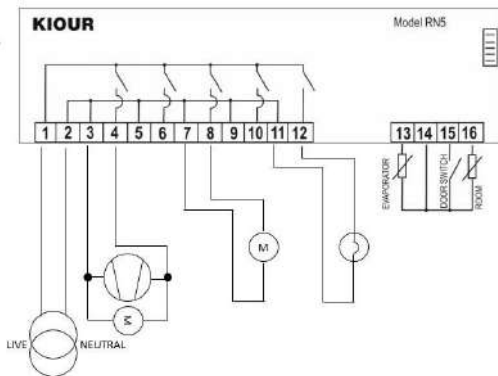 KIOUR
Model RN5
1 2 3 4 5 6 7 8 9 10 11 12
13 14 15 16
EVAPORATOR
DOOR SWITCH
ROOM
M
M
LIVE
NEUTRAL